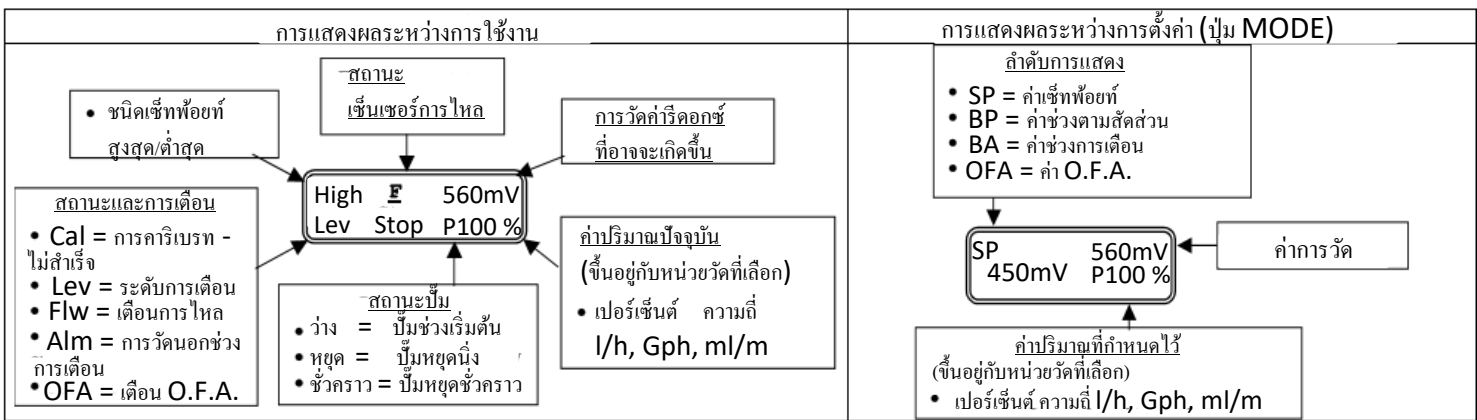 การแสดงผลระหว่างการใช้งาน
สถานะ
เซ็นเซอร์การไหล
• ชนิดเซ็ทพ้อยท์
สูงสุด/ต่ำสุด
การวัดค่ารีดอกซ์
ที่อาจจะเกิดขึ้น
High F 560mV
Lev Stop P100 %
สถานะและการเตือน
• Cal = การคาริเบรท -
ไม่สำเร็จ
• Lev = ระดับการเตือน
• Flw = เตือนการไหล
• Alm = การวัดนอกช่วง
การเตือน
• OFA = เตือน O.F.A.
สถานะปั๊ม
• ว่าง = ปั๊มช่วงเริ่มต้น
• หยุด = ปั๊มหยุดนิ่ง
• ชั่วคราว = ปั๊มหยุดชั่วคราว
ค่าปริมาณปัจจุบัน
(ขึ้นอยู่กับหน่วยวัดที่เลือก)
• เปอร์เซ็นต์ ความถี่
l/h, Gph, ml/m
การแสดงผลระหว่างการตั้งค่า (ปุ่ม MODE)
ลำดับการแสดง
• SP = ค่าเซ็ทพ้อยท์
• BP = ค่าช่วงตามสัดส่วน
• BA = ค่าช่วงการเตือน
• OFA = ค่า O.F.A.
SP 560mV
450mV P100 %
ค่าการวัด
ค่าปริมาณที่กำหนดไว้
(ขึ้นอยู่กับหน่วยวัดที่เลือก)
• เปอร์เซ็นต์ ความถี่ l/h, Gph, ml/m